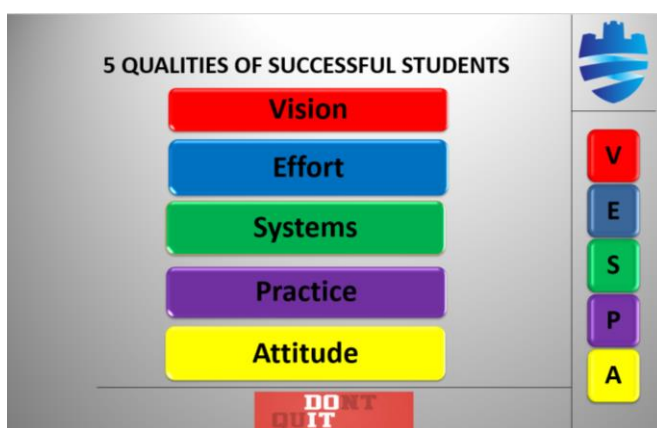 5 QUALITIES OF SUCCESSFUL STUDENTS
Vision
Effort
Systems
Practice
Attitude
V
E
S
P
A
DONT
QUIT